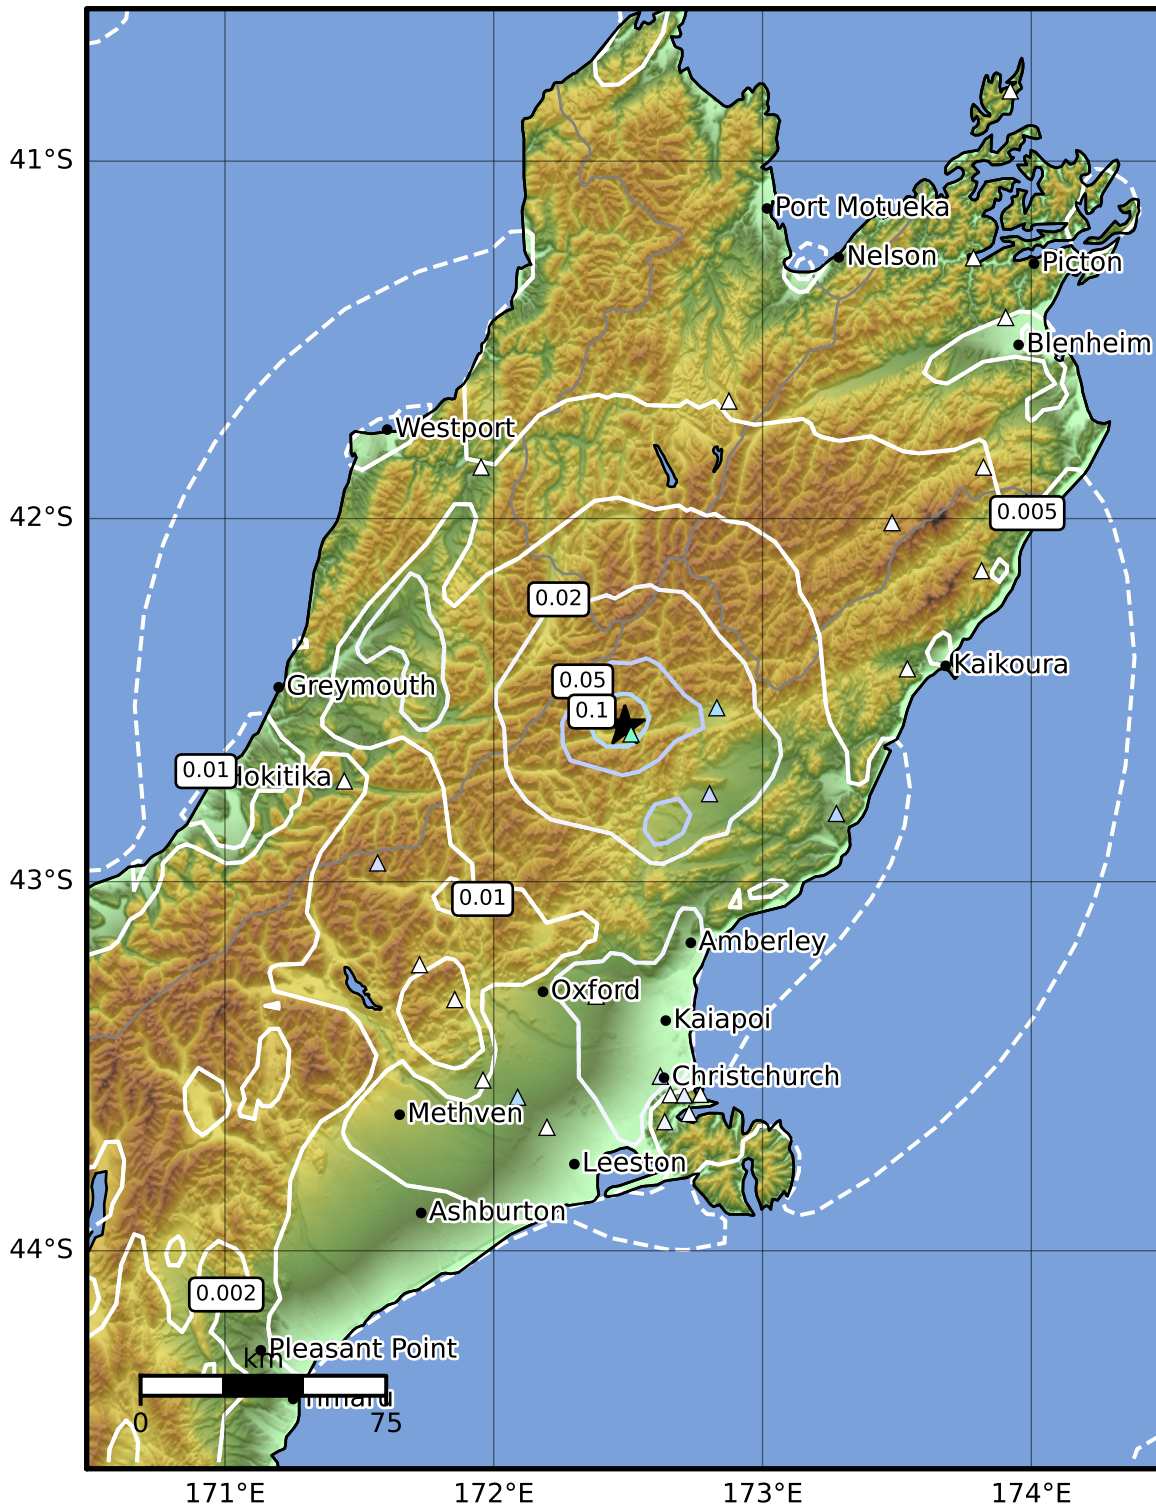 41°S
Port Motueka
Nelson
Picton
Blenheim
Westport
42°S
0.005
0.02
Kaikoura
0.05
Greymouth
0.1
0.01
Hokitika
43°S
0.01
Amberley
Oxford
Kaiapoi
Christchurch
Methven
Leeston
Ashburton
44°S
0.002
Pleasant Point
km
Timaru
0
75
171°E
172°E
173°E
174°E